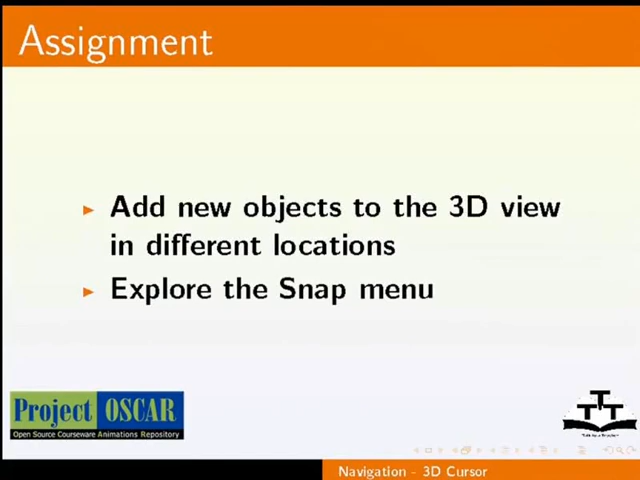 Assignment
Add new objects to the 3D view
in different locations
Explore the Snap menu
Project OSCAR
Open Source Courseware Animations Repository
Navigation - 3D Cursor